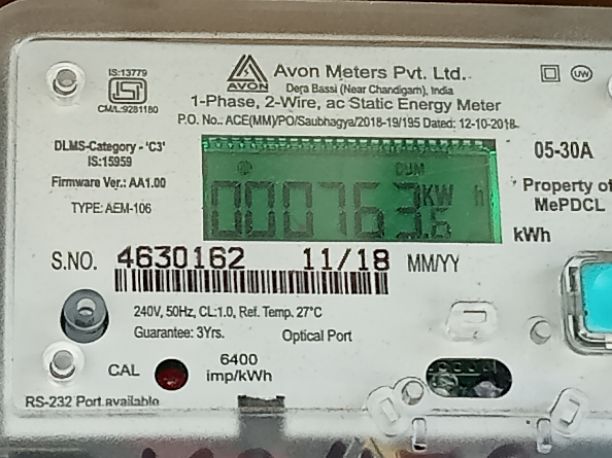 IS:13779
ISI
CM/L:9281180
AVON
Avon Meters Pvt. Ltd.
Dera Bassi (Near Chandigarh), India
1-Phase, 2-Wire, ac Static Energy Meter
P.O. No.: ACE(MM)/PO/Saubhagya/2018-19/195 Dated: 12-10-2018
UW
DLMS-Category - 'C3'
IS:15959
Firmware Ver.: AA1.00
TYPE: AEM-106
CUM
000763.6
KW h
kWh
05-30A
Property of
MePDCL
S.NO. 4630162 11/18 MM/YY
240V, 50Hz, CL:1.0, Ref. Temp. 27°C
Guarantee: 3Yrs. Optical Port
CAL
6400
imp/kWh
RS-232 Port available